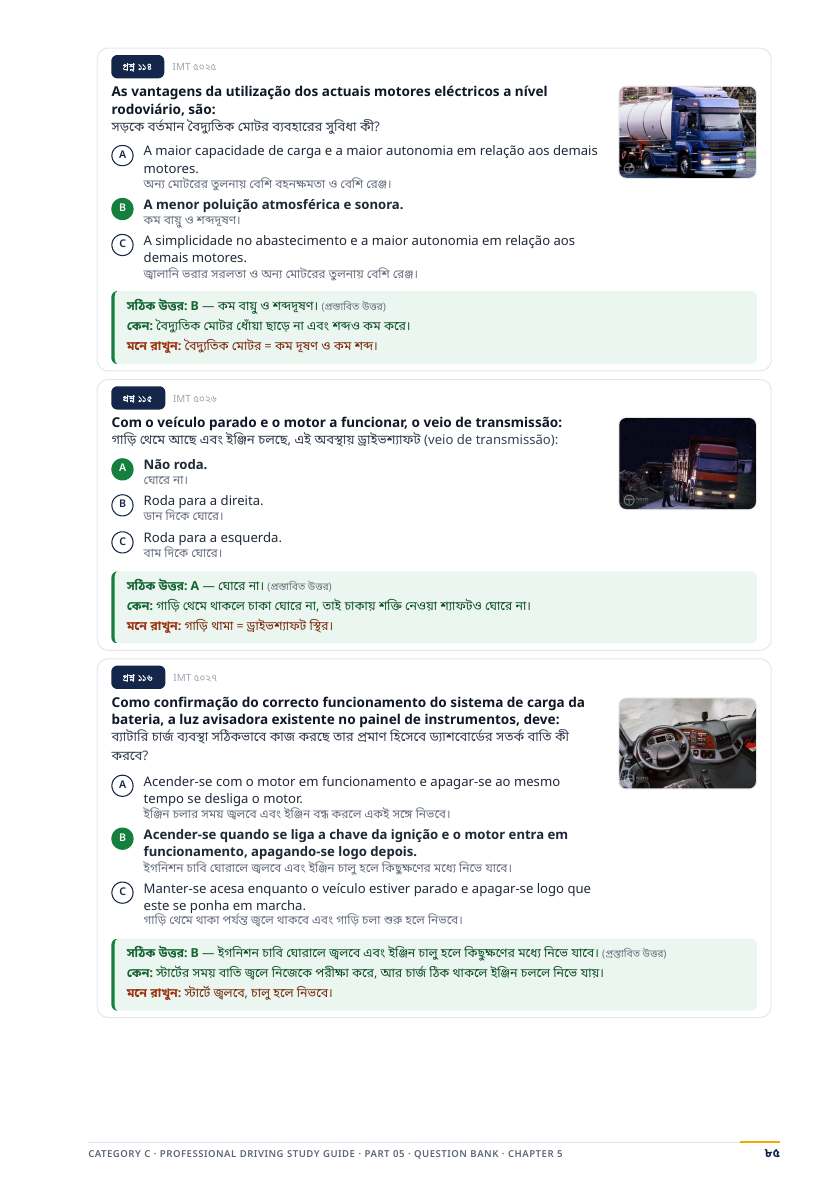 প্রশ্ন ১১৪ IMT ৫০২৫
As vantagens da utilização dos actuais motores eléctricos a nível
rodoviário, são:
সড়কে বর্তমান বৈদ্যুতিক মোটর ব্যবহারের সুবিধা কী?
A A maior capacidade de carga e a maior autonomia em relação aos demais
motores.
অন্য মোটরের তুলনায় বেশি বহনক্ষমতা ও বেশি রেঞ্জ।
B A menor poluição atmosférica e sonora.
কম বায়ু ও শব্দদূষণ।
C A simplicidade no abastecimento e a maior autonomia em relação aos
demais motores.
জ্বালানি ভরার সরলতা ও অন্য মোটরের তুলনায় বেশি রেঞ্জ।
সঠিক উত্তর: B — কম বায়ু ও শব্দদূষণ। (প্রস্তাবিত উত্তর)
কেন: বৈদ্যুতিক মোটর ধোঁয়া ছাড়ে না এবং শব্দও কম করে।
মনে রাখুন: বৈদ্যুতিক মোটর = কম দূষণ ও কম শব্দ।
প্রশ্ন ১১৫ IMT ৫০২৬
Com o veículo parado e o motor a funcionar, o veio de transmissão:
গাড়ি থেমে আছে এবং ইঞ্জিন চলছে, এই অবস্থায় ড্রাইভশ্যাফট (veio de transmissão):
A Não roda.
ঘোরে না।
B Roda para a direita.
ডান দিকে ঘোরে।
C Roda para a esquerda.
বাম দিকে ঘোরে।
সঠিক উত্তর: A — ঘোরে না। (প্রস্তাবিত উত্তর)
কেন: গাড়ি থেমে থাকলে চাকা ঘোরে না, তাই চাকায় শক্তি নেওয়া শ্যাফটও ঘোরে না।
মনে রাখুন: গাড়ি থামা = ড্রাইভশ্যাফট স্থির।
প্রশ্ন ১১৬ IMT ৫০২৭
Como confirmação do correcto funcionamento do sistema de carga da
bateria, a luz avisadora existente no painel de instrumentos, deve:
ব্যাটারি চার্জ ব্যবস্থা সঠিকভাবে কাজ করছে তার প্রমাণ হিসেবে ড্যাশবোর্ডের সতর্ক বাতি কী
করবে?
A Acender-se com o motor em funcionamento e apagar-se ao mesmo
tempo se desliga o motor.
ইঞ্জিন চলার সময় জ্বলবে এবং ইঞ্জিন বন্ধ করলে একই সঙ্গে নিভবে।
B Acender-se quando se liga a chave da ignição e o motor entra em
funcionamento, apagando-se logo depois.
ইগনিশন চাবি ঘোরালে জ্বলবে এবং ইঞ্জিন চালু হলে কিছুক্ষণের মধ্যে নিভে যাবে।
C Manter-se acesa enquanto o veículo estiver parado e apagar-se logo que
este se ponha em marcha.
গাড়ি থেমে থাকা পর্যন্ত জ্বলে থাকবে এবং গাড়ি চলা শুরু হলে নিভবে।
সঠিক উত্তর: B — ইগনিশন চাবি ঘোরালে জ্বলবে এবং ইঞ্জিন চালু হলে কিছুক্ষণের মধ্যে নিভে যাবে। (প্রস্তাবিত উত্তর)
কেন: স্টার্টের সময় বাতি জ্বলে নিজেকে পরীক্ষা করে, আর চার্জ ঠিক থাকলে ইঞ্জিন চললে নিভে যায়।
মনে রাখুন: স্টার্টে জ্বলবে, চালু হলে নিভবে।
CATEGORY C · PROFESSIONAL DRIVING STUDY GUIDE · PART 05 · QUESTION BANK · CHAPTER 5 ৮৫